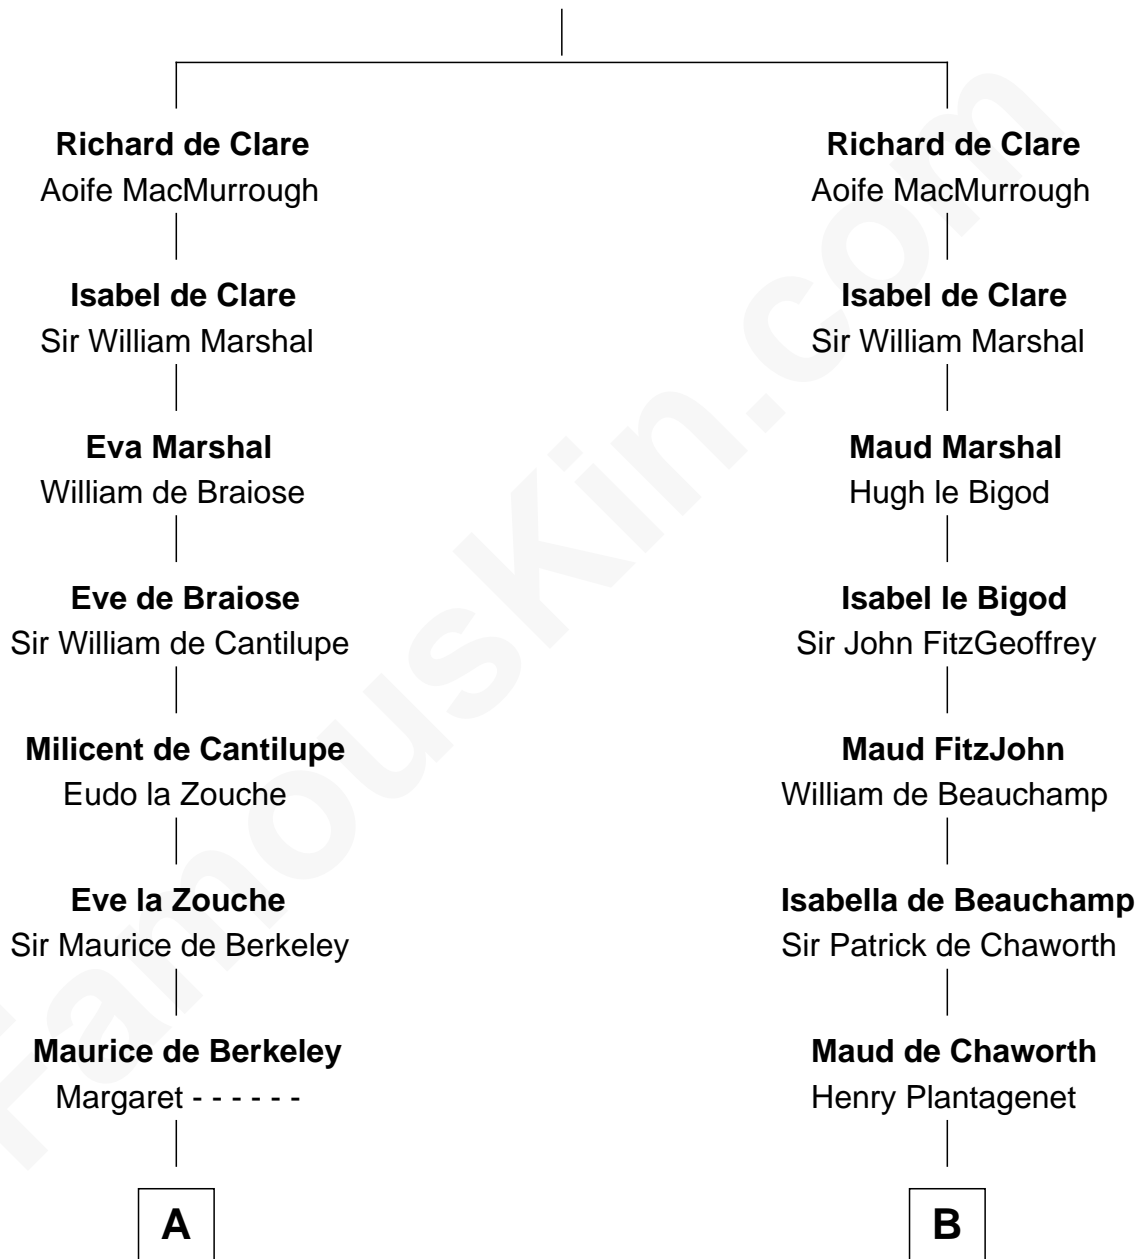 Richard de Clare
Aoife MacMurrough
Isabel de Clare
Sir William Marshal
Eva Marshal
William de Braiose
Eve de Braiose
Sir William de Cantilupe
Milicent de Cantilupe
Eudo la Zouche
Eve la Zouche
Sir Maurice de Berkeley
Maurice de Berkeley
Margaret - - - - - -
A
Richard de Clare
Aoife MacMurrough
Isabel de Clare
Sir William Marshal
Maud Marshal
Hugh le Bigod
Isabel le Bigod
Sir John FitzGeoffrey
Maud FitzJohn
William de Beauchamp
Isabella de Beauchamp
Sir Patrick de Chaworth
Maud de Chaworth
Henry Plantagenet
B
FamousKin.com